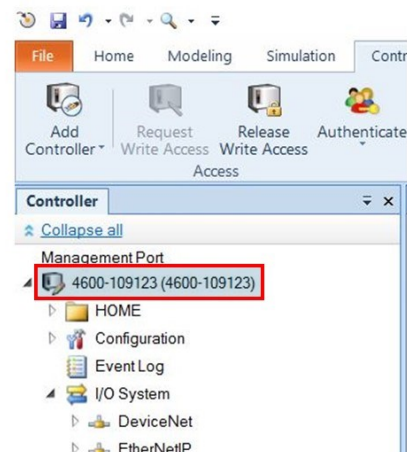 File Home Modeling Simulation
Add Controller
Request Write Access
Release Write Access
Authenticate
Access
Controller
Collapse all
Management Port
4600-109123 (4600-109123)
HOME
Configuration
Event Log
I/O System
DeviceNet
EtherNetIP